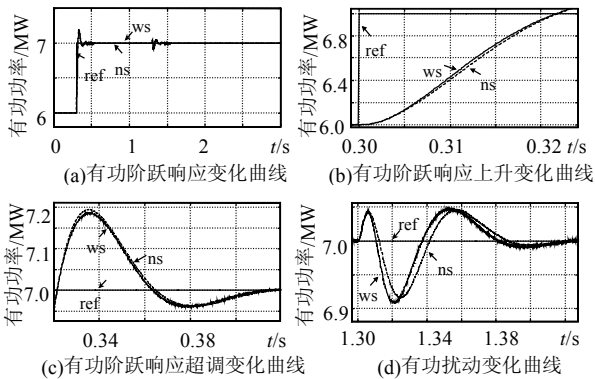 有功功率/MW
7
6
ws
ref
ns
0
1
2
t/s
(a)有功阶跃响应变化曲线
有功功率/MW
6.8
6.4
6.0
ref
ws
ns
0.30
0.31
0.32
t/s
(b)有功阶跃响应上升变化曲线
有功功率/MW
7.2
7.1
7.0
ws
ns
ref
0.34
0.38
t/s
(c)有功阶跃响应超调变化曲线
有功功率/MW
7.0
6.9
ref
ns
ws
1.30
1.34
1.38
t/s
(d)有功扰动变化曲线